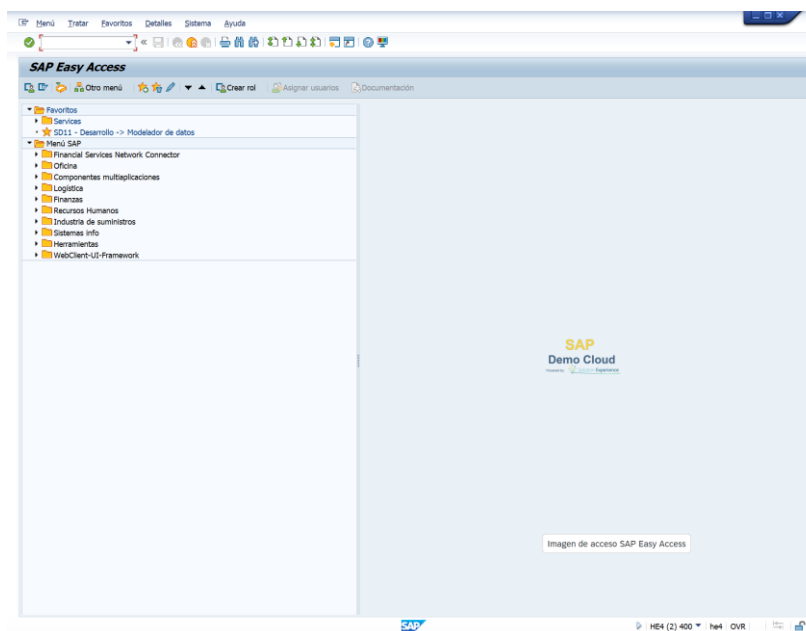 Menú Tratar Favoritos Detalles Sistema Ayuda
SAP Easy Access
Otro menú Crear rol Asignar usuarios Documentación
Favoritos
Services
SD11 - Desarrollo -> Modelador de datos
Menú SAP
Financial Services Network Connector
Oficina
Componentes multiaplicaciones
Logística
Finanzas
Recursos Humanos
Industria de suministros
Sistemas info
Herramientas
WebClient-UI-Framework
SAP
Demo Cloud
Imagen de acceso SAP Easy Access
SAP HE4 (2) 400 he4 OVR